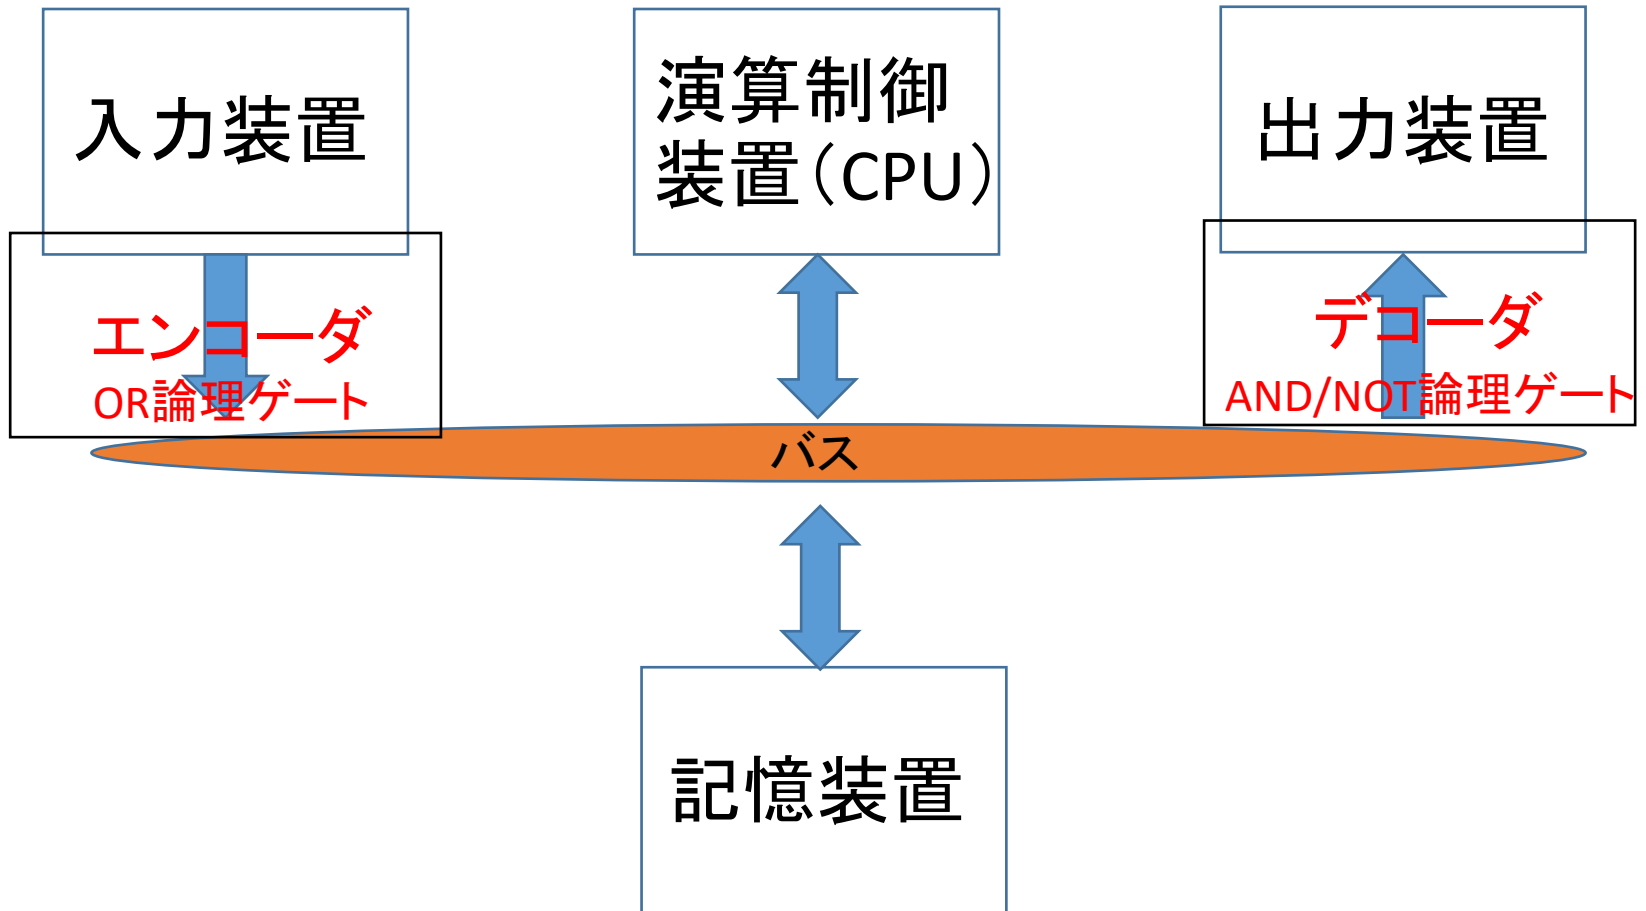 入力装置
演算制御
装置(CPU)
出力装置
エンコーダ
OR論理ゲート
デコーダ
AND/NOT論理ゲート
バス
記憶装置